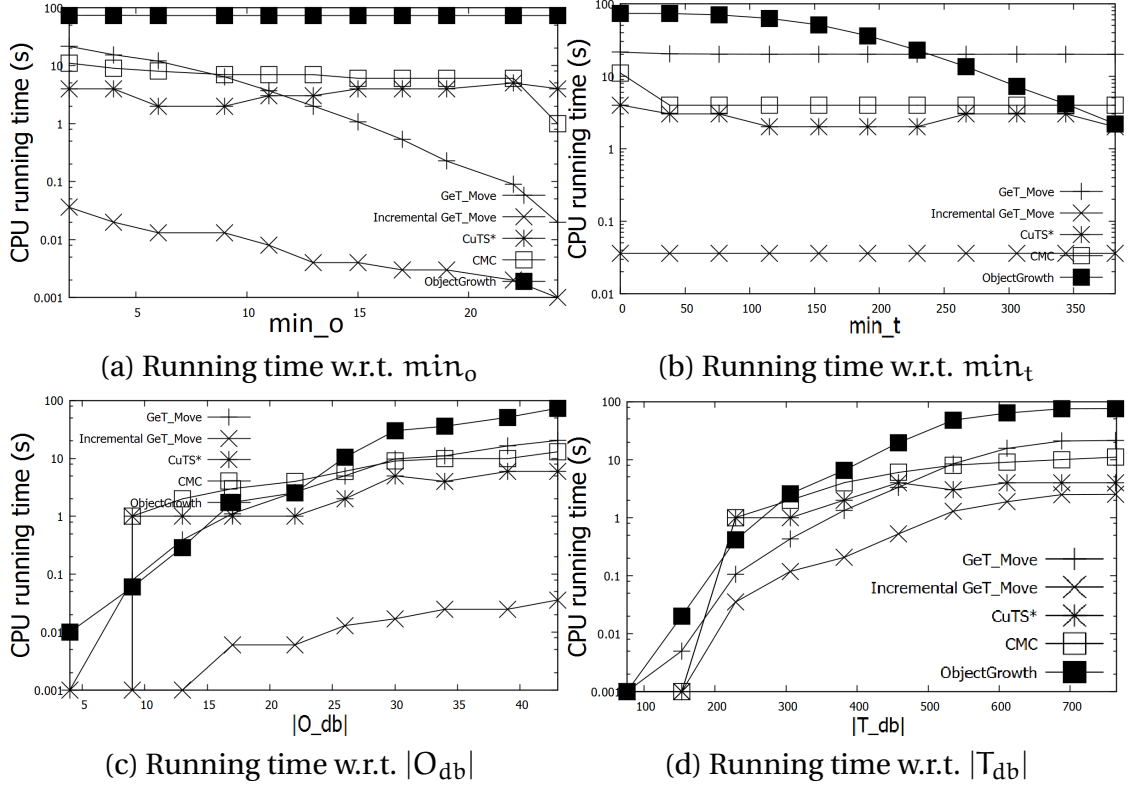 CPU running time (s)
100
10
1
0.1
0.01
0.001
GeT_Move
Incremental GeT_Move
CuTS*
CMC
ObjectGrowth
5
10
15
20
min_o
(a) Running time w.r.t. min_o
CPU running time (s)
100
10
1
0.1
0.01
GeT_Move
Incremental GeT_Move
CuTS*
CMC
ObjectGrowth
0
50
100
150
200
250
300
350
min_t
(b) Running time w.r.t. min_t
CPU running time (s)
100
10
1
0.1
0.01
0.001
GeT_Move
Incremental GeT_Move
CuTS*
CMC
ObjectGrowth
5
10
15
20
25
30
35
40
|O_db|
(c) Running time w.r.t. |O_db|
CPU running time (s)
100
10
1
0.1
0.01
0.001
GeT_Move
Incremental GeT_Move
CuTS*
CMC
ObjectGrowth
100
200
300
400
500
600
700
|T_db|
(d) Running time w.r.t. |T_db|